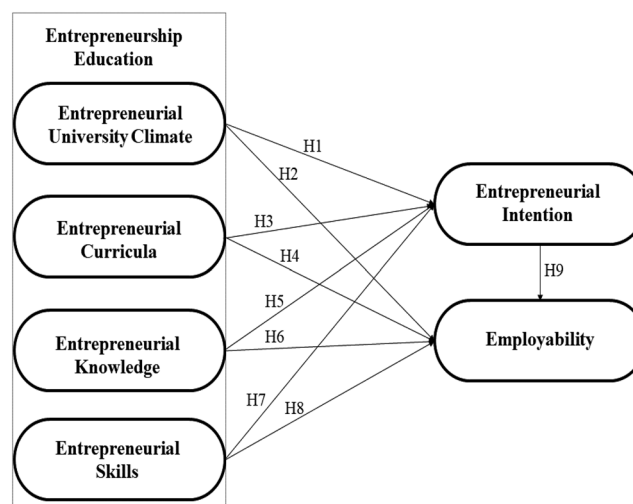 Entrepreneurship
Education
Entrepreneurial
University Climate
H1
H2
Entrepreneurial
Intention
Entrepreneurial
Curricula
H3
H4
H9
H5
Entrepreneurial
Knowledge
H6
Employability
H7
H8
Entrepreneurial
Skills